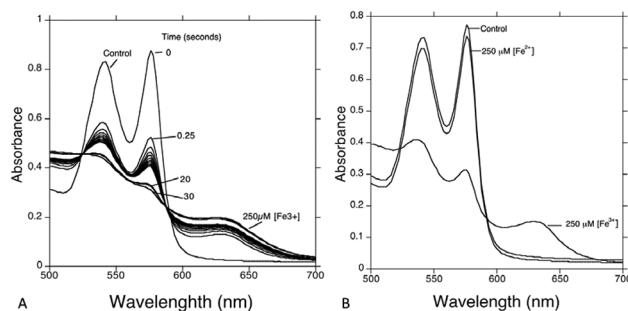 Time (seconds)
Control
0
0.25
20
30
250µM [Fe3+]
1
0.8
0.6
0.4
0.2
0
500 550 600 650 700
Absorbance
Wavelenghth (nm)
A
Control
250 µM [Fe²⁺]
250 µM [Fe³⁺]
0.8
0.7
0.6
0.5
0.4
0.3
0.2
0.1
0
500 550 600 650 700
Absorbance
Wavelength (nm)
B